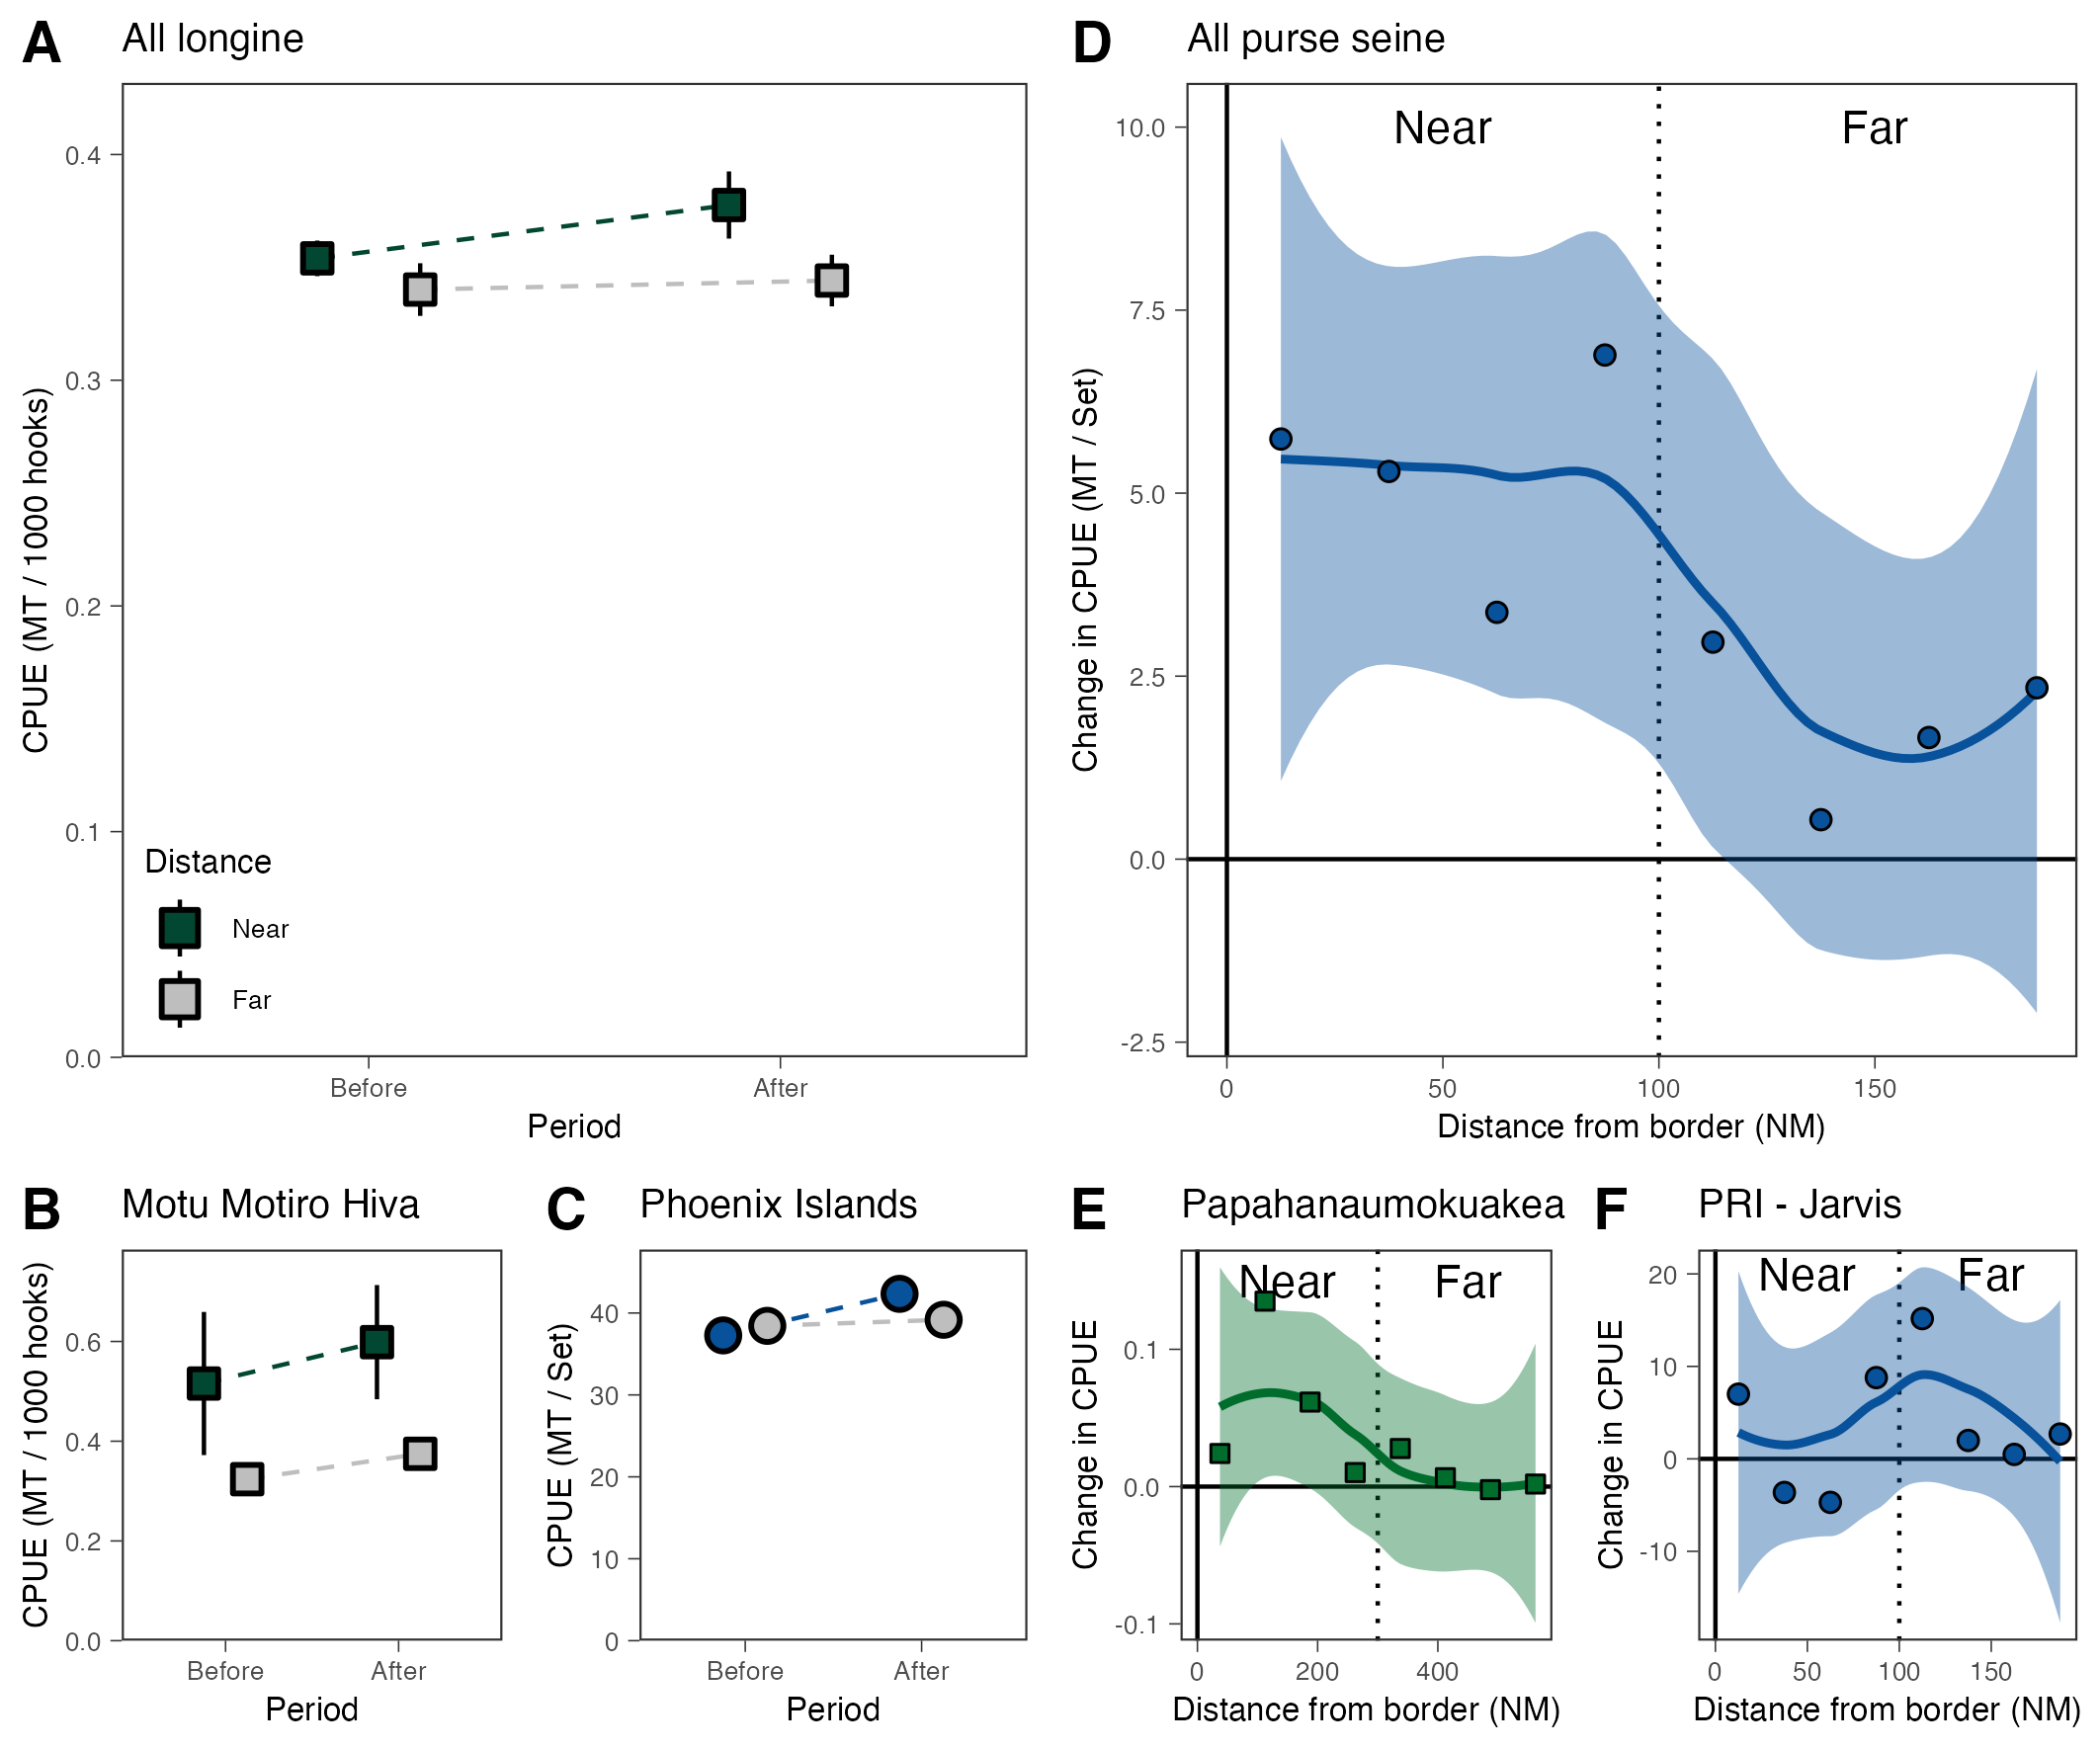 A All longine
CPUE (MT / 1000 hooks)
0.4
0.3
0.2
0.1
0.0
Distance
Near
Far
Before After
Period
D All purse seine
Near Far
Change in CPUE (MT / Set)
10.0
7.5
5.0
2.5
0.0
-2.5
0 50 100 150
Distance from border (NM)
B Motu Motiro Hiva
CPUE (MT / 1000 hooks)
0.6
0.4
0.2
0.0
Before After
Period
C Phoenix Islands
CPUE (MT / Set)
40
30
20
10
0
Before After
Period
E Papahanaumokuakea
Near Far
Change in CPUE
0.1
0.0
-0.1
0 200 400
Distance from border (NM)
F PRI - Jarvis
Near Far
Change in CPUE
20
10
0
-10
0 50 100 150
Distance from border (NM)